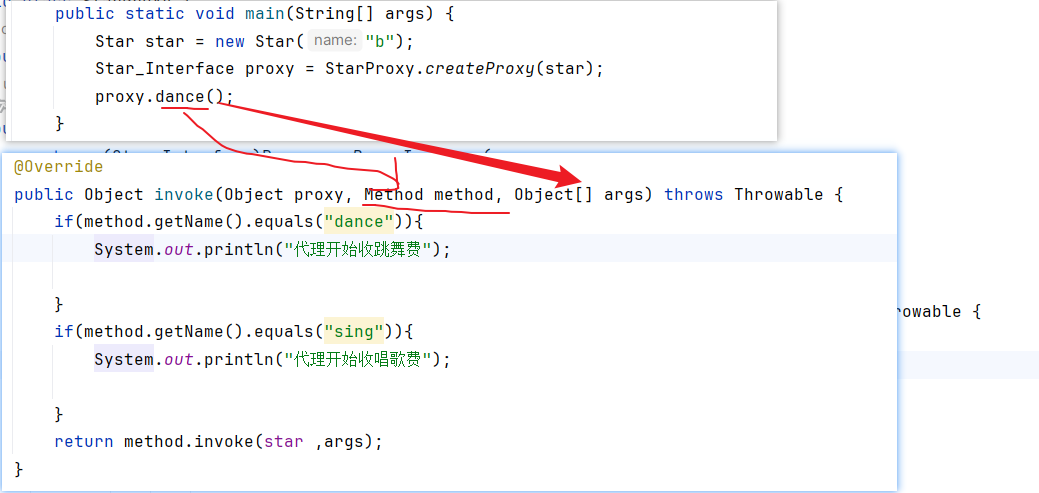 public static void main(String[] args) {
Star star = new Star( name: "b");
Star_Interface proxy = StarProxy.createProxy(star);
proxy.dance();
}
@Override
public Object invoke(Object proxy, Method method, Object[] args) throws Throwable {
if(method.getName().equals("dance")){
System.out.println("代理开始收跳舞费");
}
rowable {
if(method.getName().equals("sing")){
System.out.println("代理开始收唱歌费");
}
return method.invoke(star ,args);
}